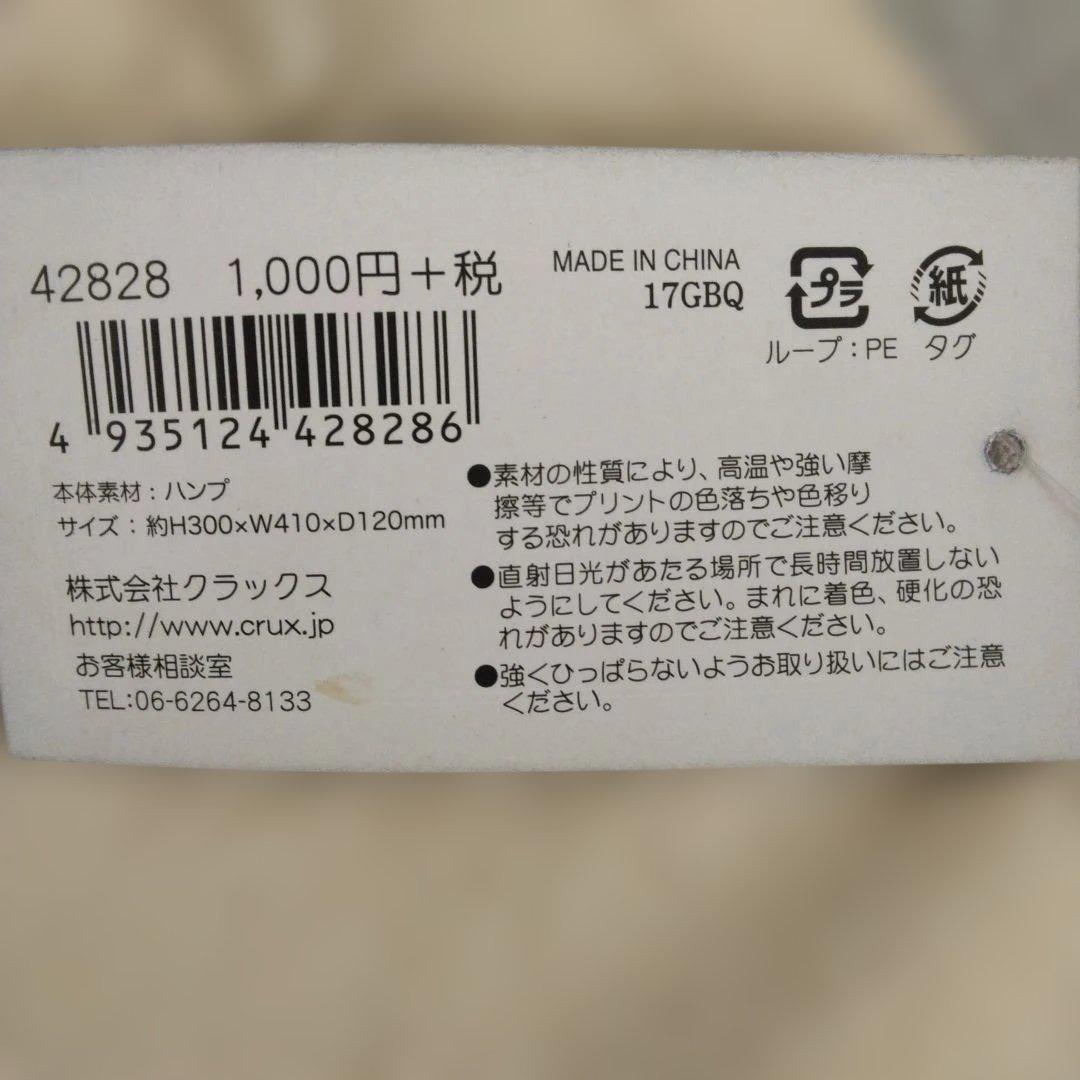 42828 1,000円+税
MADE IN CHINA
17GBQ
プラ
紙
ループ：PE タグ
4 935124 428286
本体素材：ハンプ
サイズ：約H300×W410×D120mm
株式会社クラックス
http://www.crux.jp
お客様相談室
TEL:06-6264-8133
●素材の性質により、高温や強い摩
擦等でプリントの色落ちや色移り
する恐れがありますのでご注意ください。
●直射日光があたる場所で長時間放置しない
ようにしてください。まれに着色、硬化の恐
れがありますのでご注意ください。
●強くひっぱらないようお取り扱いにはご注意
ください。